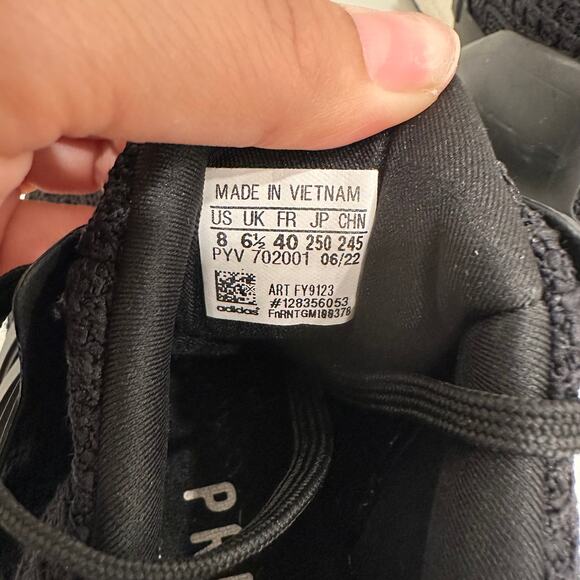 MADE IN VIETNAM
US UK FR JP CHN
8 6½ 40 250 245
PYV 702001 06/22
ART FY9123
#128356053
adidas